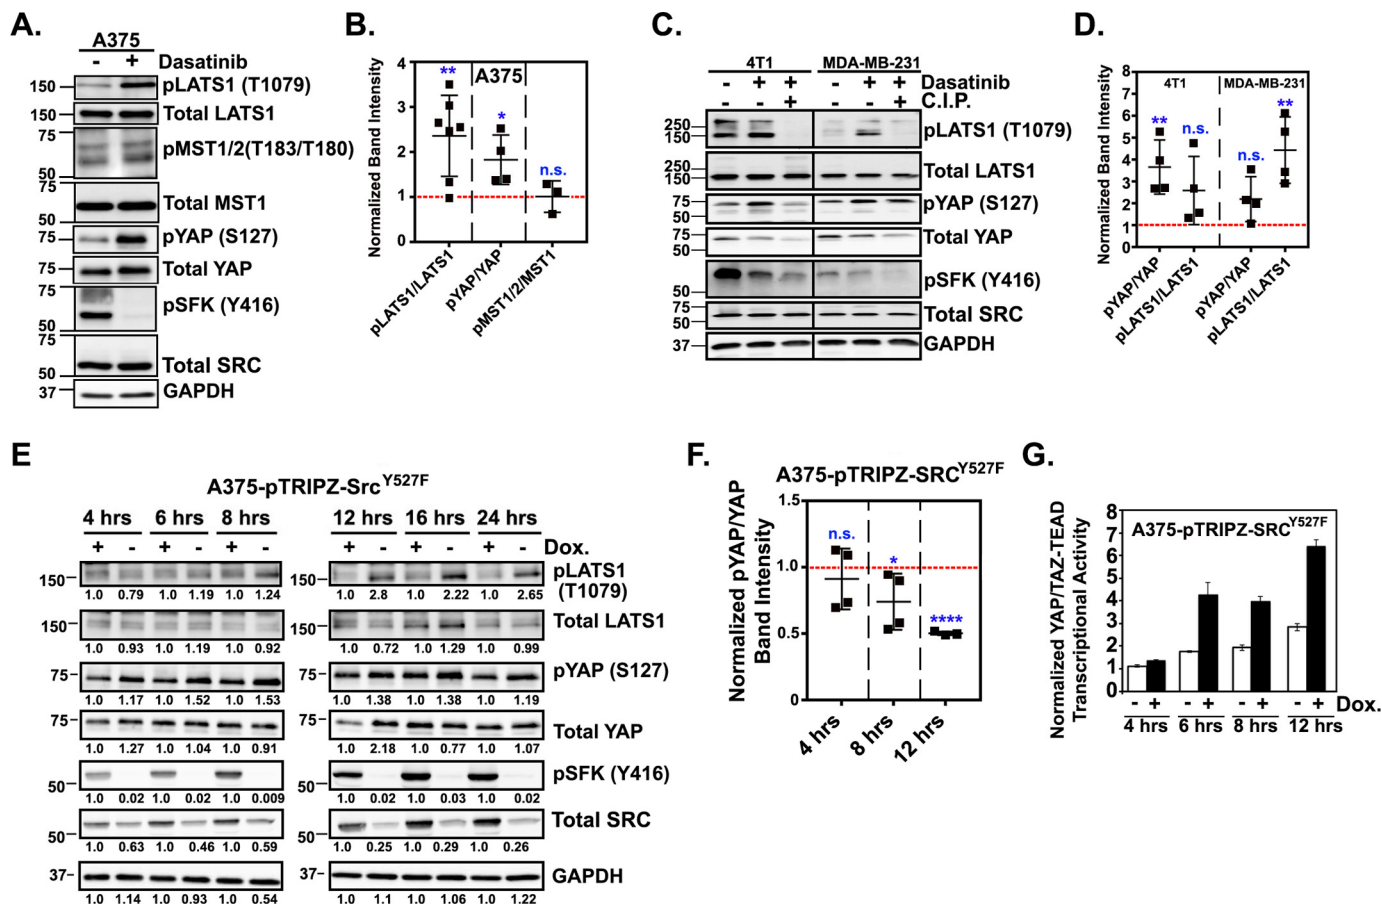 A.
A375
- + Dasatinib
150 pLATS1 (T1079)
150 Total LATS1
75 pMST1/2(T183/T180)
50
75 Total MST1
50
75 pYAP (S127)
75 Total YAP
75 pSFK (Y416)
50
75 Total SRC
50
37 GAPDH
B.
Normalized Band Intensity
4
3
2
1
0
A375
** * n.s.
pLATS1/LATS1 pYAP/YAP pMST1/2/MST1
C.
4T1 MDA-MB-231
- + + - + + Dasatinib
- - + - - + C.I.P.
250 pLATS1 (T1079)
150
250 Total LATS1
150
75 pYAP (S127)
50
75 Total YAP
50
pSFK (Y416)
50
75 Total SRC
50
37 GAPDH
D.
Normalized Band Intensity
8
7
6
5
4
3
2
1
0
4T1 MDA-MB-231
** n.s. n.s. **
pYAP/YAP pLATS1/LATS1 pYAP/YAP pLATS1/LATS1
E
A375-pTRIPZ-Src Y527F
4 hrs 6 hrs 8 hrs 12 hrs 16 hrs 24 hrs
+ - + - + - + - + - + - Dox.
150 150 pLATS1 (T1079)
1.0 0.79 1.0 1.19 1.0 1.24 1.0 2.8 1.0 2.22 1.0 2.65
150 150 Total LATS1
1.0 0.93 1.0 1.19 1.0 0.92 1.0 0.72 1.0 1.29 1.0 0.99
75 75 pYAP (S127)
1.0 1.17 1.0 1.52 1.0 1.53 1.0 1.38 1.0 1.38 1.0 1.19
75 75 Total YAP
1.0 1.27 1.0 1.04 1.0 0.91 1.0 2.18 1.0 0.77 1.0 1.07
50 50 pSFK (Y416)
1.0 0.02 1.0 0.02 1.0 0.009 1.0 0.02 1.0 0.03 1.0 0.02
50 50 Total SRC
1.0 0.63 1.0 0.46 1.0 0.59 1.0 0.25 1.0 0.29 1.0 0.26
37 37 GAPDH
1.0 1.14 1.0 0.93 1.0 0.54 1.0 1.1 1.0 1.06 1.0 1.22
F.
A375-pTRIPZ-SRC Y527F
Normalized pYAP/YAP
Band Intensity
1.5
1.0
0.5
0
n.s. * ****
4 hrs 8 hrs 12 hrs
G.
A375-pTRIPZ-SRC Y527F
Normalized YAP/TAZ-TEAD
Transcriptional Activity
8
7
6
5
4
3
2
1
0
- + - + - + - + Dox.
4 hrs 6 hrs 8 hrs 12 hrs